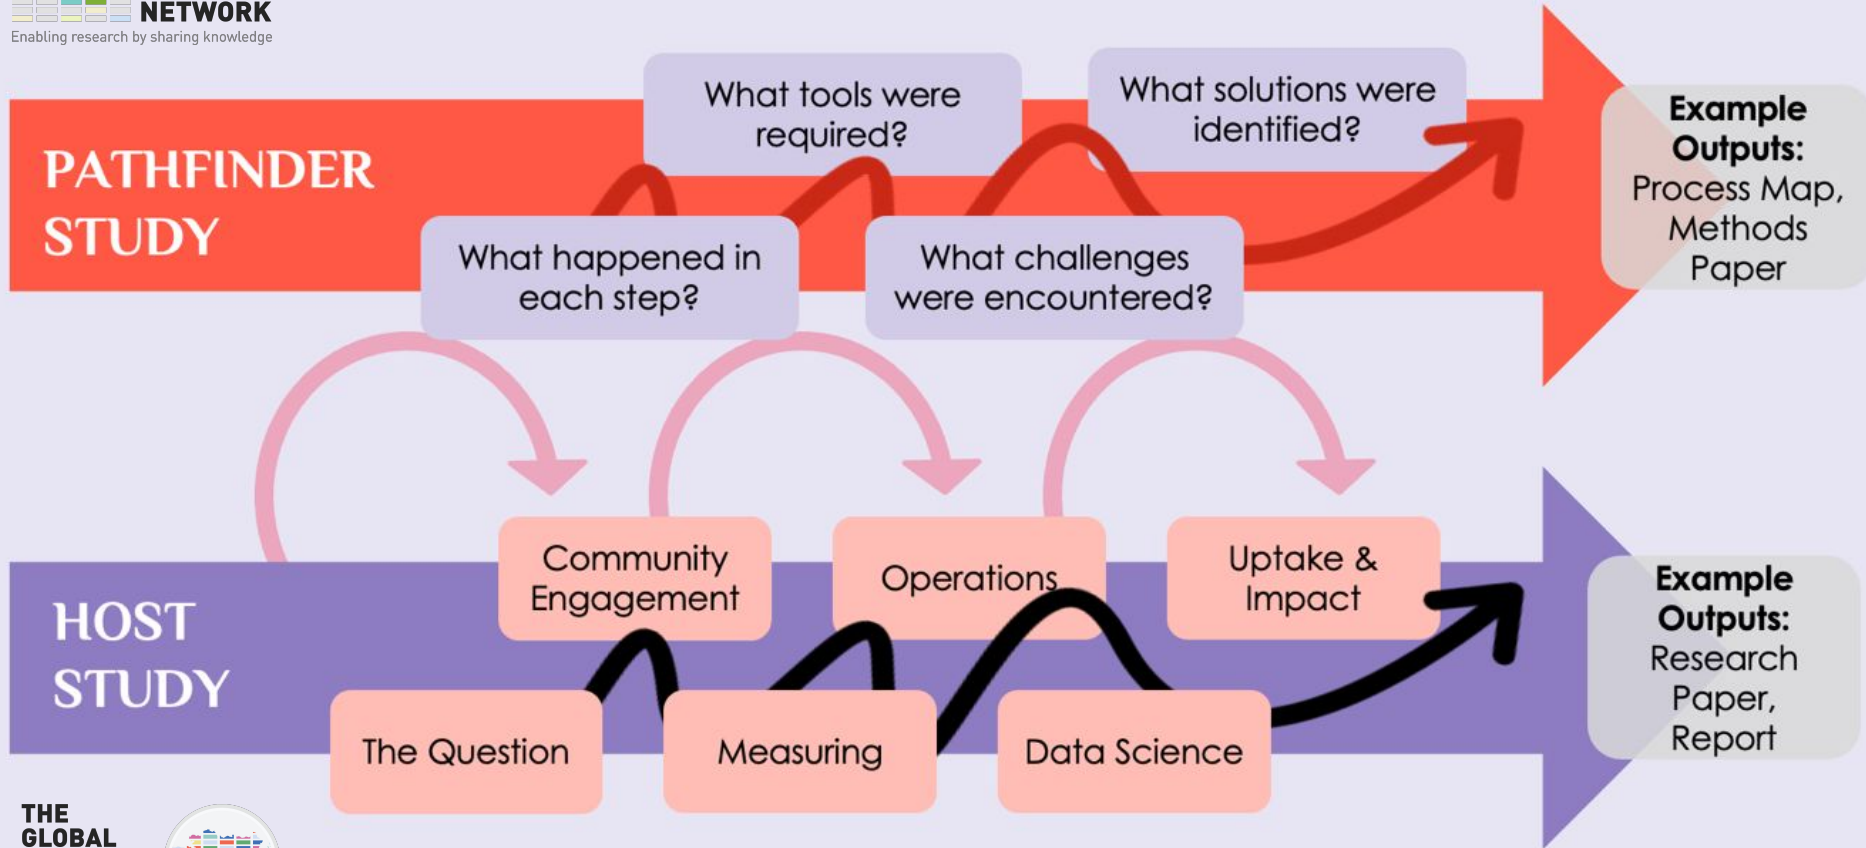 NETWORK
Enabling research by sharing knowledge
PATHFINDER
STUDY
What happened in
each step?
What tools were
required?
What challenges
were encountered?
What solutions were
identified?
Example
Outputs:
Process Map,
Methods
Paper
HOST
STUDY
The Question
Community
Engagement
Measuring
Operations
Data Science
Uptake &
Impact
Example
Outputs:
Research
Paper,
Report
THE
GLOBAL